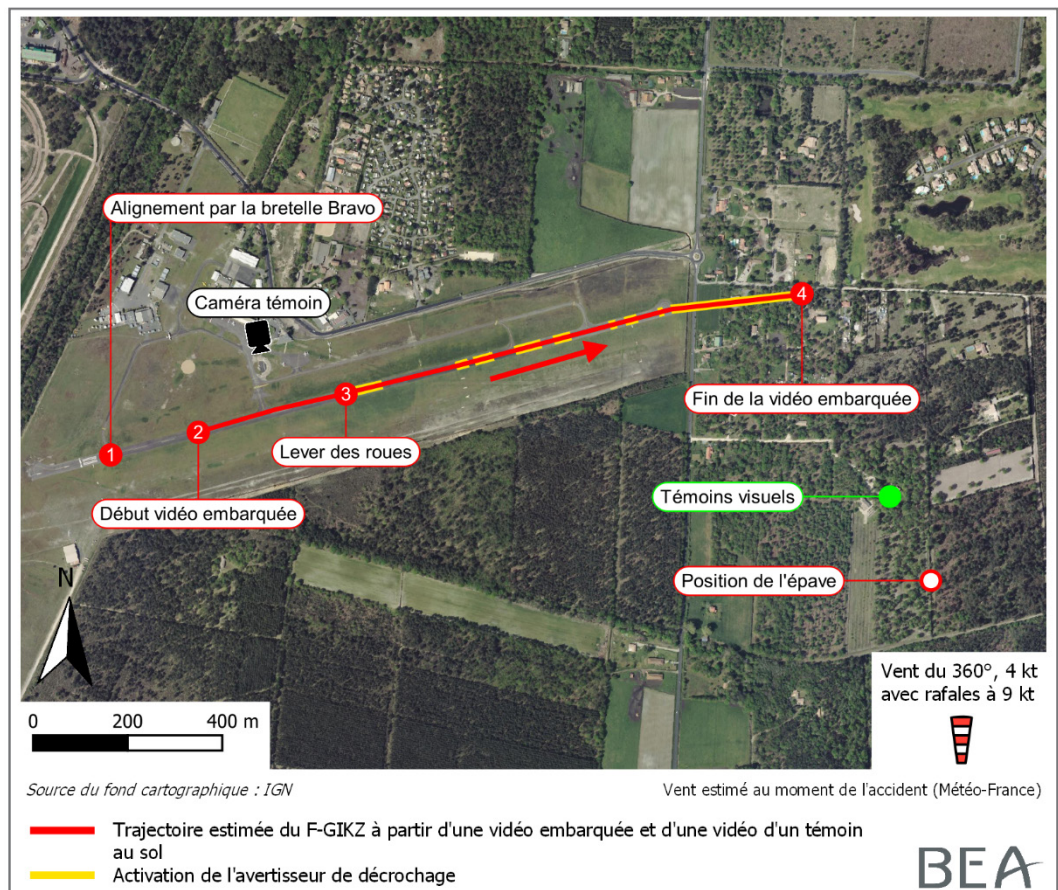 Alignement par la bretelle Bravo
Caméra témoin
4
3
2
1
Fin de la vidéo embarquée
Lever des roues
Début vidéo embarquée
Témoins visuels
Position de l'épave
N
Vent du 360°, 4 kt
avec rafales à 9 kt
0 200 400 m
Source du fond cartographique : IGN
Vent estimé au moment de l'accident (Météo-France)
Trajectoire estimée du F-GIKZ à partir d'une vidéo embarquée et d'une vidéo d'un témoin
au sol
Activation de l'avertisseur de décrochage
BEA